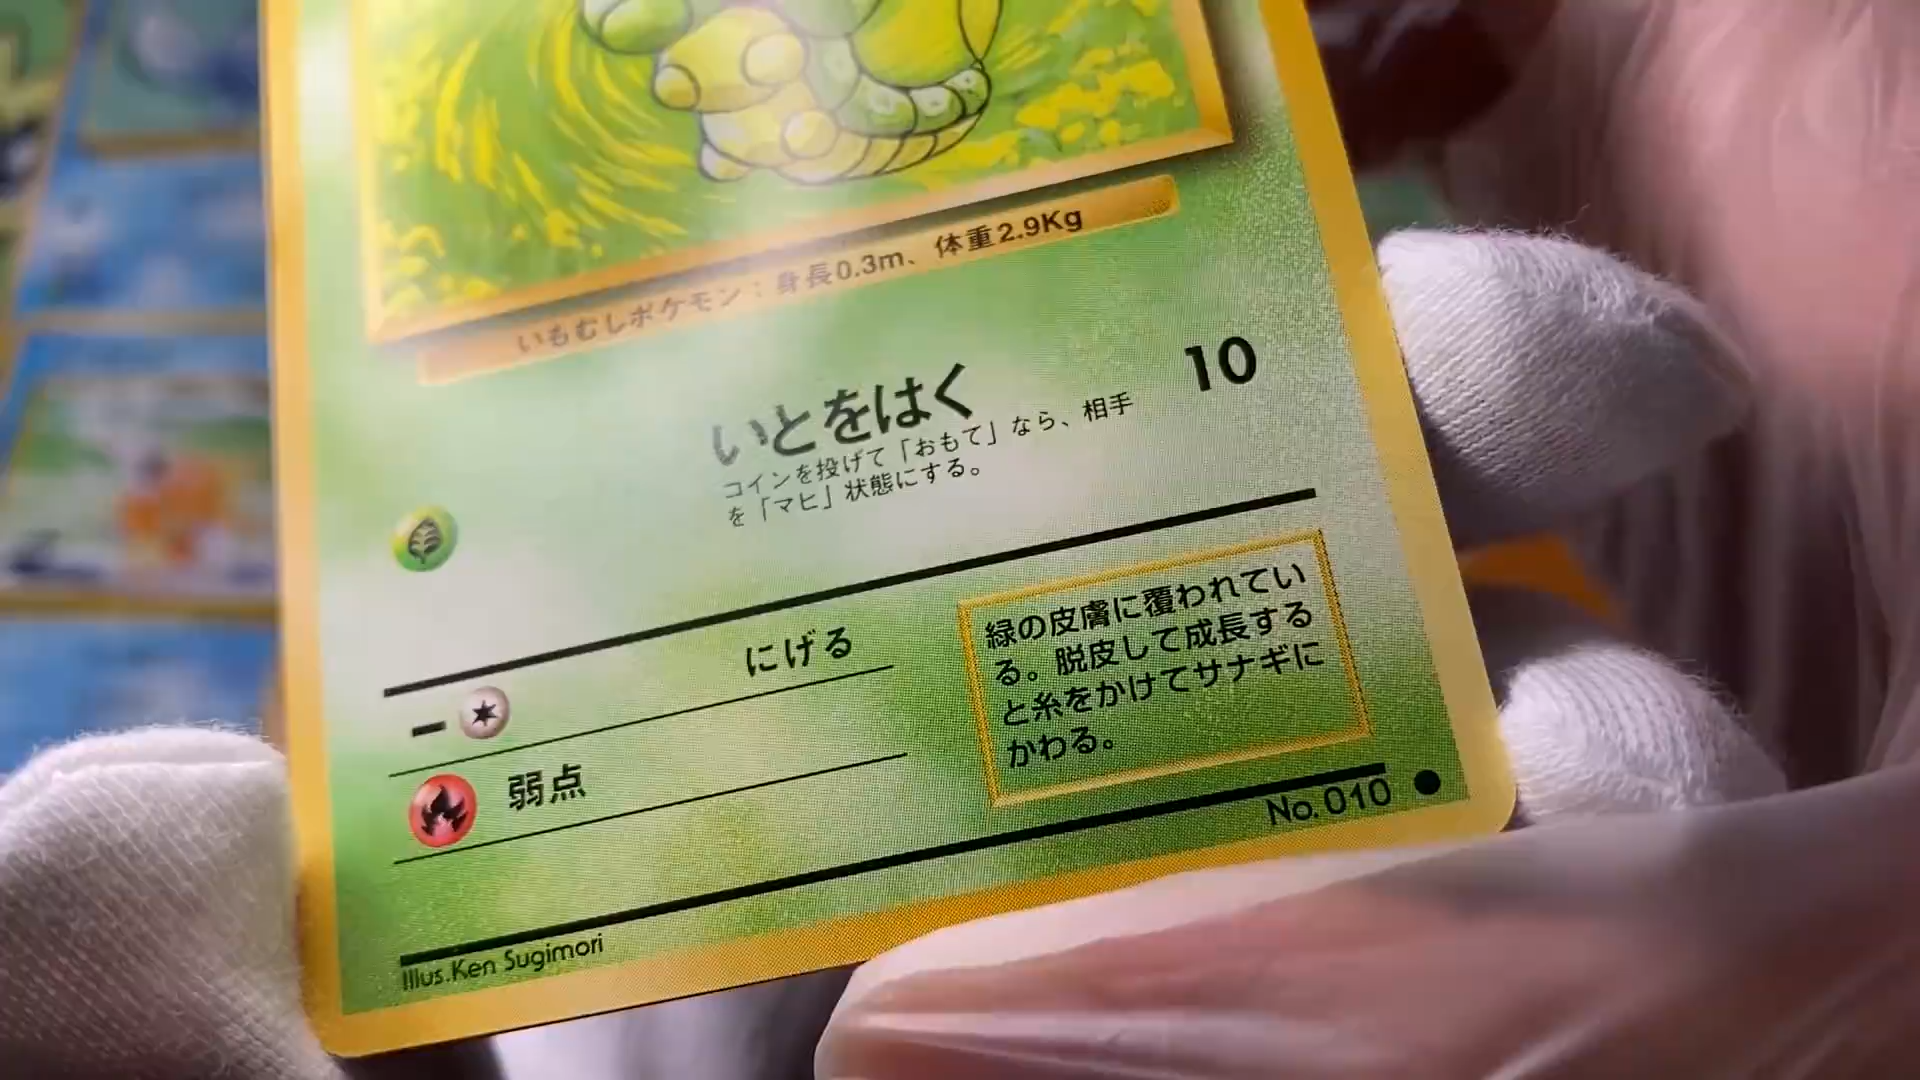 いもむしポケモン：身長0.3m、体重2.9Kg
いとをはく 10
コインを投げて「おもて」なら、相手
を「マヒ」状態にする。
にげる
弱点
緑の皮膚に覆われてい
る。脱皮して成長する
と糸をかけてサナギに
かわる。
No.010
Illus.Ken Sugimori